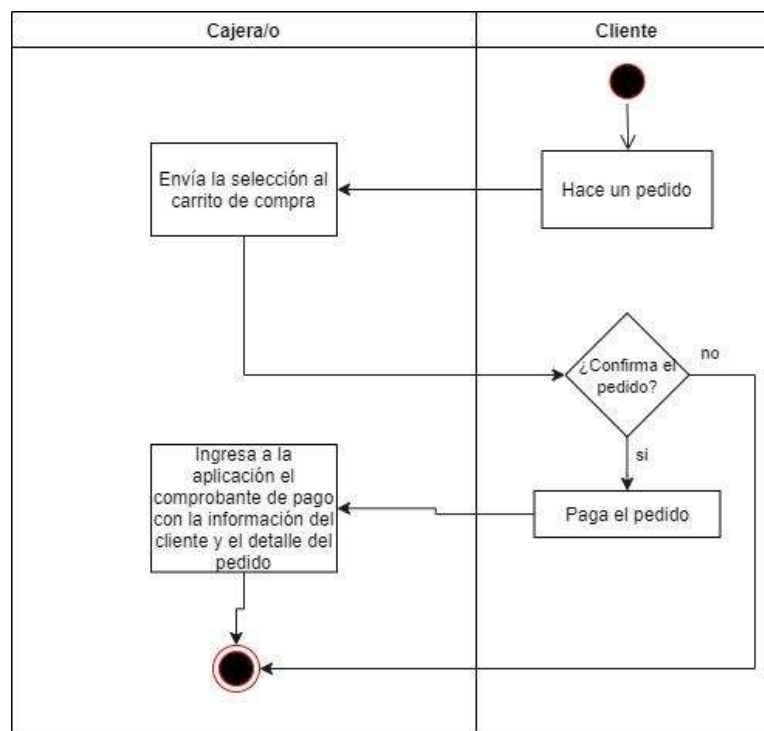 Cajera/o
Cliente
Envía la selección al
carrito de compra
Hace un pedido
¿Confirma el
pedido?
no
si
Ingresa a la
aplicación el
comprobante de pago
con la información del
cliente y el detalle del
pedido
Paga el pedido